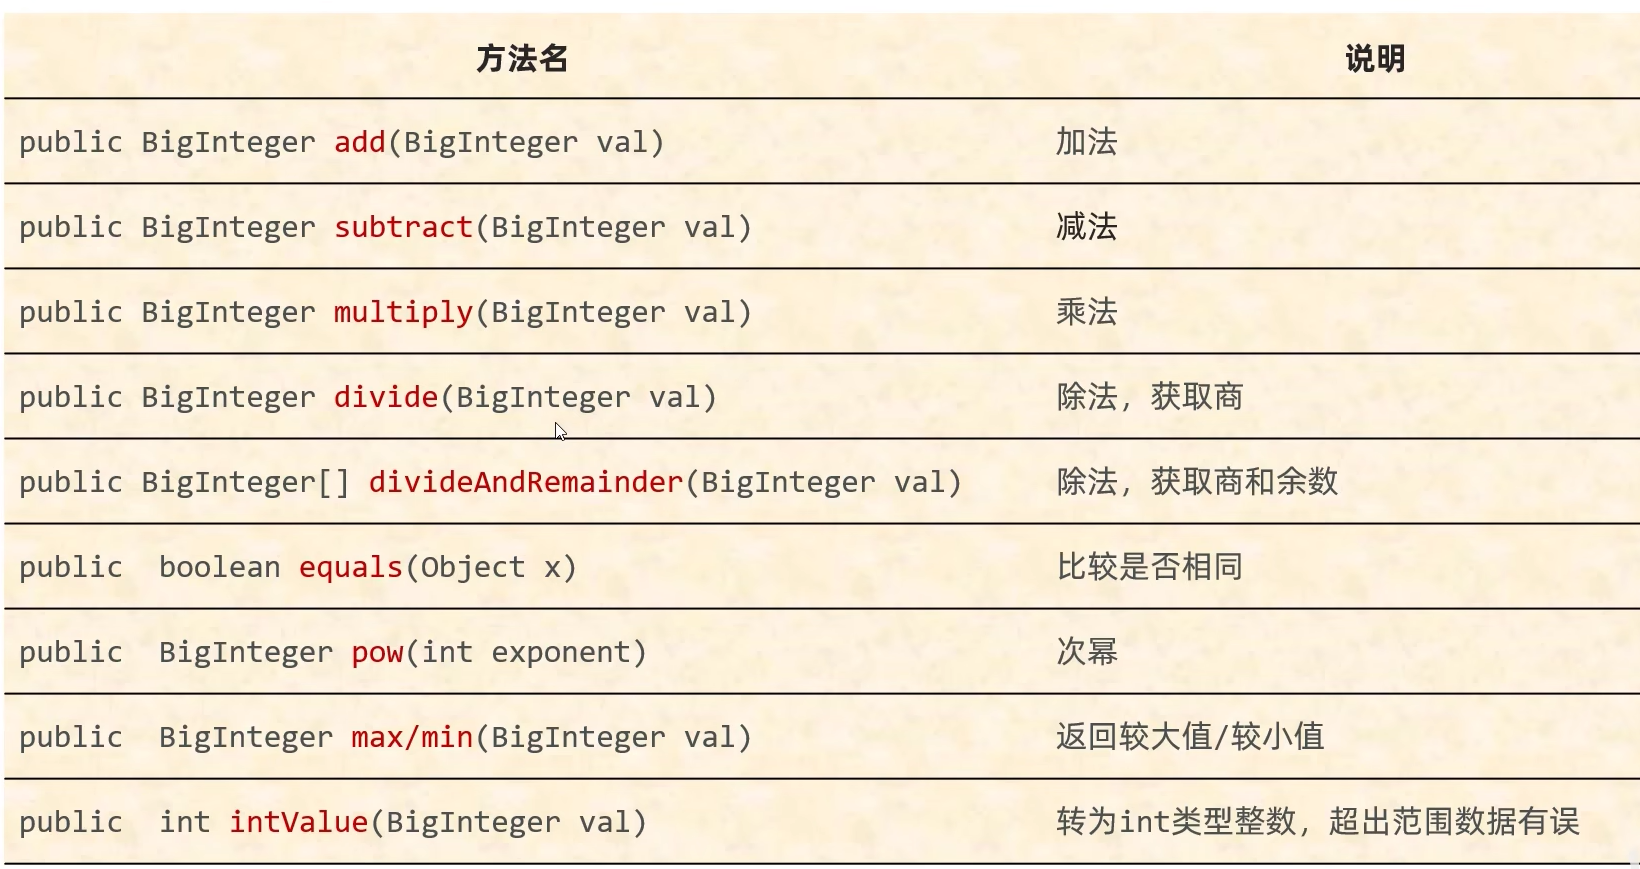 方法名 说明
public BigInteger add(BigInteger val) 加法
public BigInteger subtract(BigInteger val) 减法
public BigInteger multiply(BigInteger val) 乘法
public BigInteger divide(BigInteger val) 除法，获取商
public BigInteger[] divideAndRemainder(BigInteger val) 除法，获取商和余数
public  boolean equals(Object x) 比较是否相同
public  BigInteger pow(int exponent) 次幂
public  BigInteger max/min(BigInteger val) 返回较大值/较小值
public  int intValue(BigInteger val) 转为int类型整数，超出范围数据有误